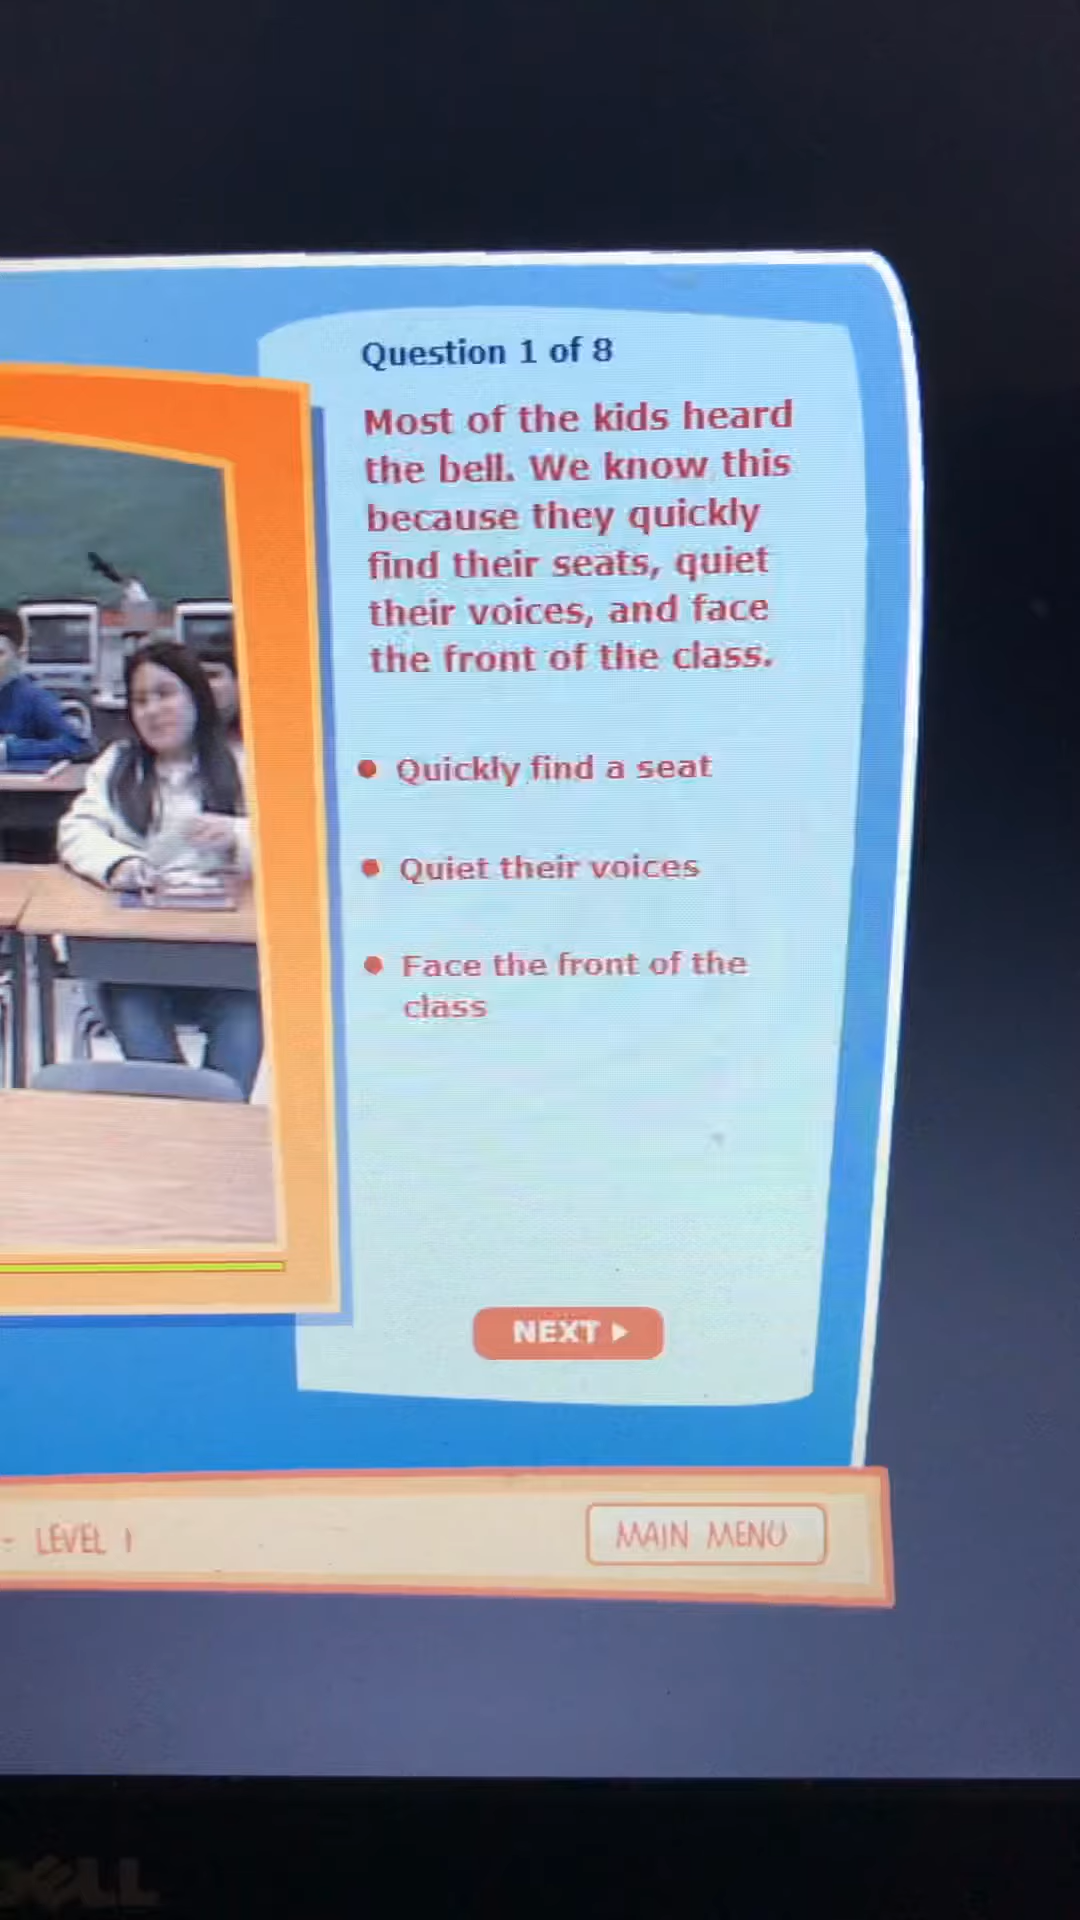 Question 1 of 8
Most of the kids heard
the bell. We know this
because they quickly
find their seats, quiet
their voices, and face
the front of the class.
Quickly find a seat
Quiet their voices
Face the front of the
class
NEXT
- LEVEL 1
MAIN MENU
DELL